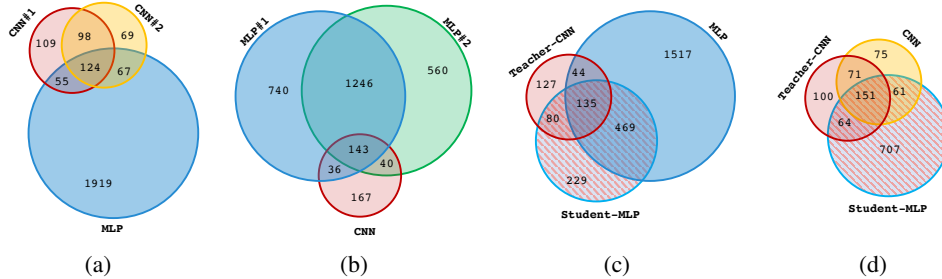 CNN#1
CNN#2
109
98
69
124
55
67
1919
MLP
(a)
MLP#1
MLP#2
740
1246
560
143
36
40
167
CNN
(b)
Teacher-CNN
MLP
1517
127
44
135
80
469
229
Student-MLP
(c)
Teacher-CNN
CNN
75
71
100
151
61
64
707
Student-MLP
(d)